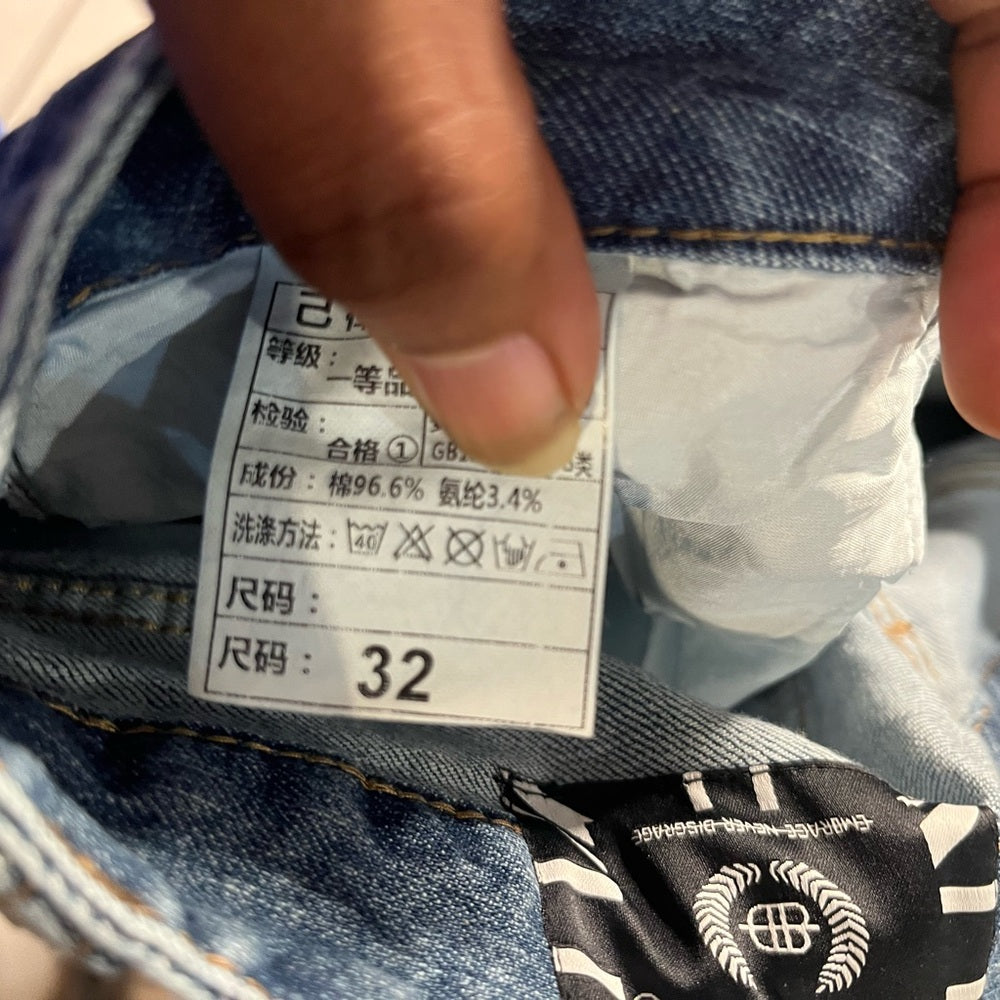 等级：
一等品
检验：
合格①
成份：棉96.6% 氨纶3.4%
洗涤方法： 40
尺码：
尺码： 32
EMBRACE NEVER DISGRACE